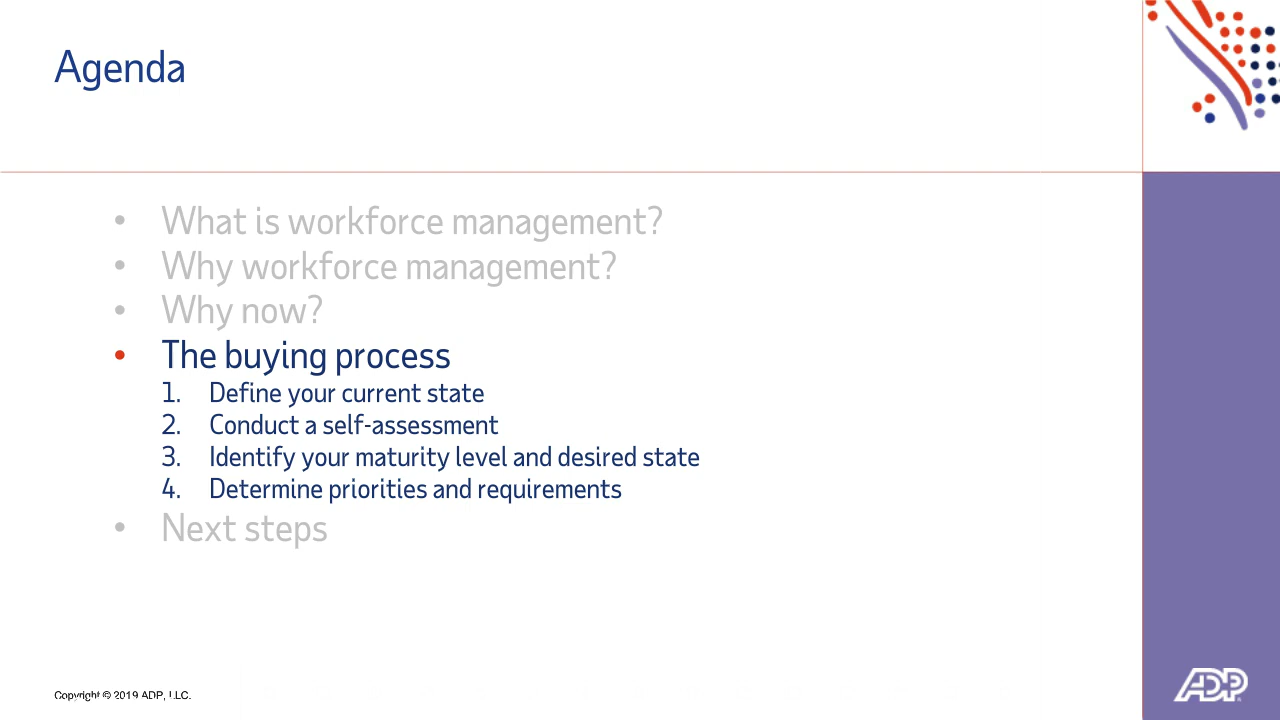 Agenda
• What is workforce management?
• Why workforce management?
• Why now?
• The buying process
1. Define your current state
2. Conduct a self-assessment
3. Identify your maturity level and desired state
4. Determine priorities and requirements
• Next steps
Copyright © 2019 ADP, LLC.
ADP